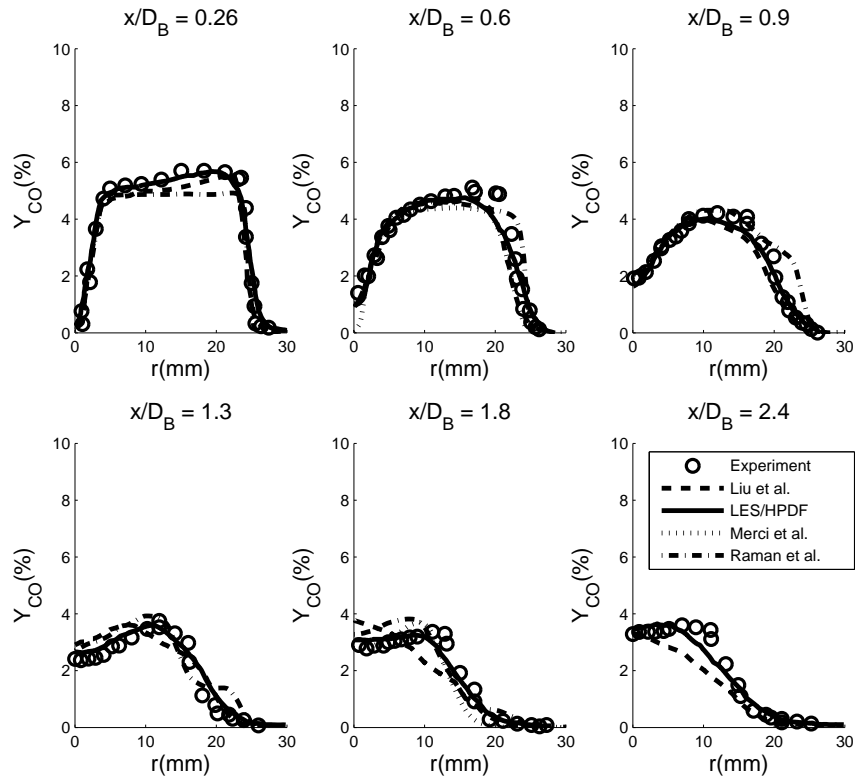 x/D_B = 0.26
x/D_B = 0.6
x/D_B = 0.9
10
8
6
4
2
0
0 10 20 30
Y_CO(%)
r(mm)
10
8
6
4
2
0
0 10 20 30
Y_CO(%)
r(mm)
10
8
6
4
2
0
0 10 20 30
Y_CO(%)
r(mm)
x/D_B = 1.3
x/D_B = 1.8
x/D_B = 2.4
10
8
6
4
2
0
0 10 20 30
Y_CO(%)
r(mm)
10
8
6
4
2
0
0 10 20 30
Y_CO(%)
r(mm)
10
8
6
4
2
0
0 10 20 30
Y_CO(%)
r(mm)
Experiment
Liu et al.
LES/HPDF
Merci et al.
Raman et al.